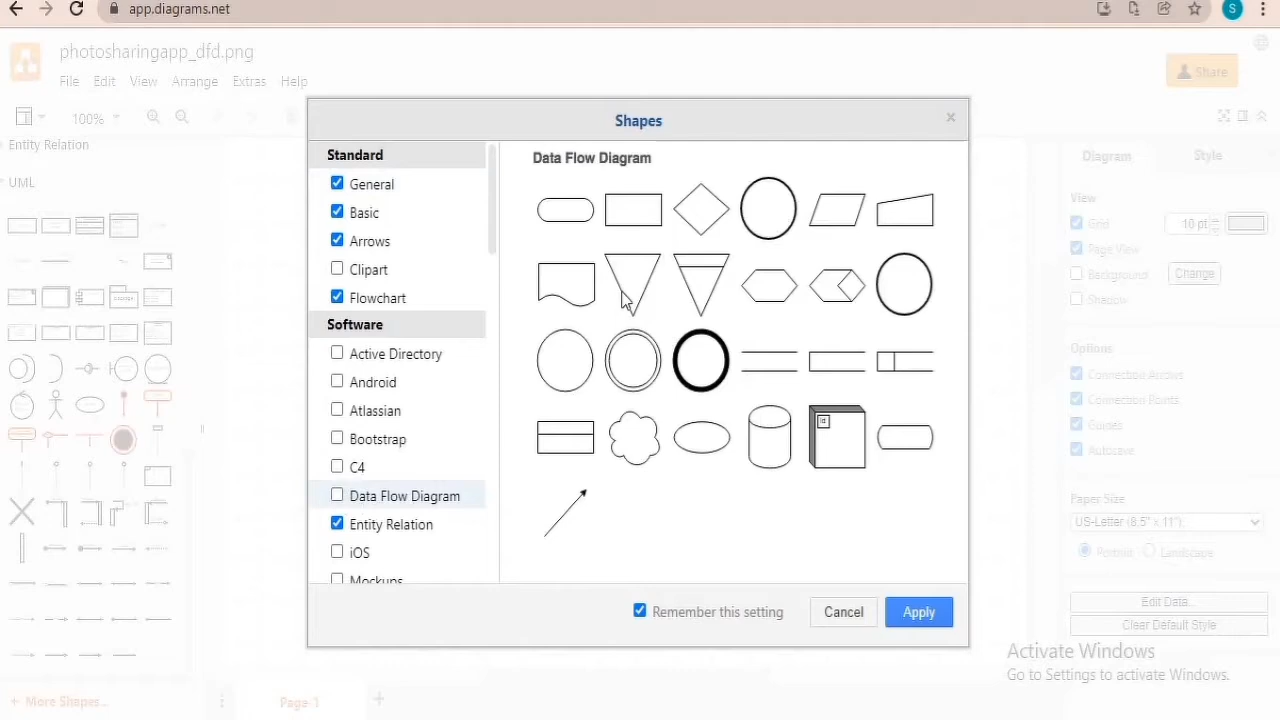 app.diagrams.net
S
photosharingapp_dfd.png
File Edit View Arrange Extras Help
Share
100%
Entity Relation
UML
Shapes
Standard
General
Basic
Arrows
Clipart
Flowchart
Software
Active Directory
Android
Atlassian
Bootstrap
C4
Data Flow Diagram
Entity Relation
iOS
Mockups
Data Flow Diagram
Remember this setting
Cancel
Apply
Diagram
Style
View
Grid
10 pt
Page View
Background
Change
Shadow
Options
Connection Arrows
Connection Points
Guides
Autosave
Paper Size
US-Letter (8,5" x 11")
Portrait
Landscape
Edit Data...
Clear Default Style
Activate Windows
Go to Settings to activate Windows.
+ More Shapes...
Page-1